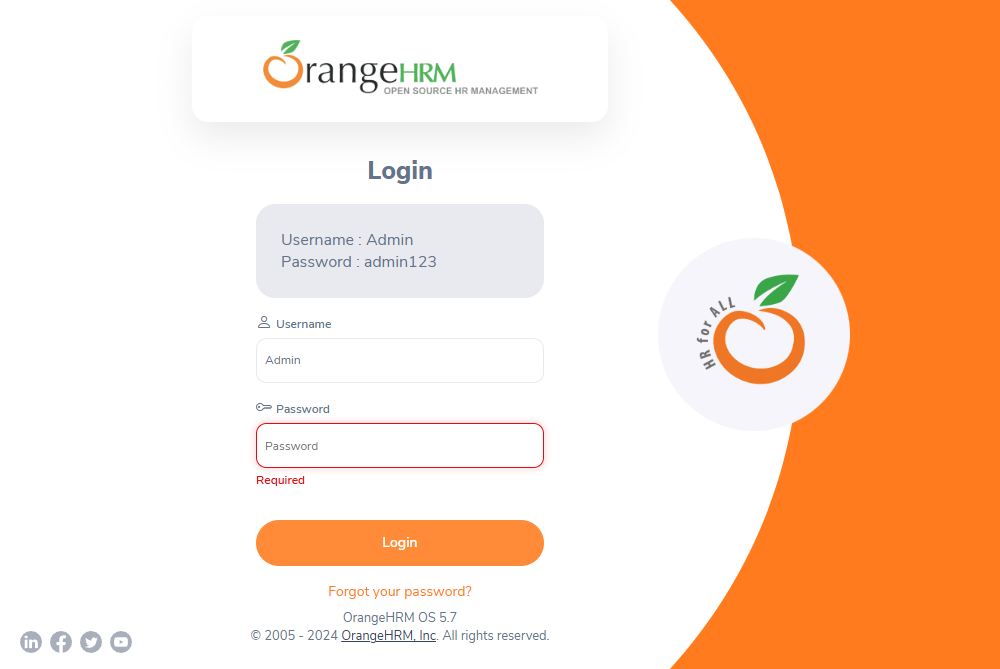 OrangeHRM
OPEN SOURCE HR MANAGEMENT
Login
Username : Admin
Password : admin123
Username
Admin
Password
Password
Required
Login
Forgot your password?
OrangeHRM OS 5.7
© 2005 - 2024 OrangeHRM, Inc. All rights reserved.
HR for ALL